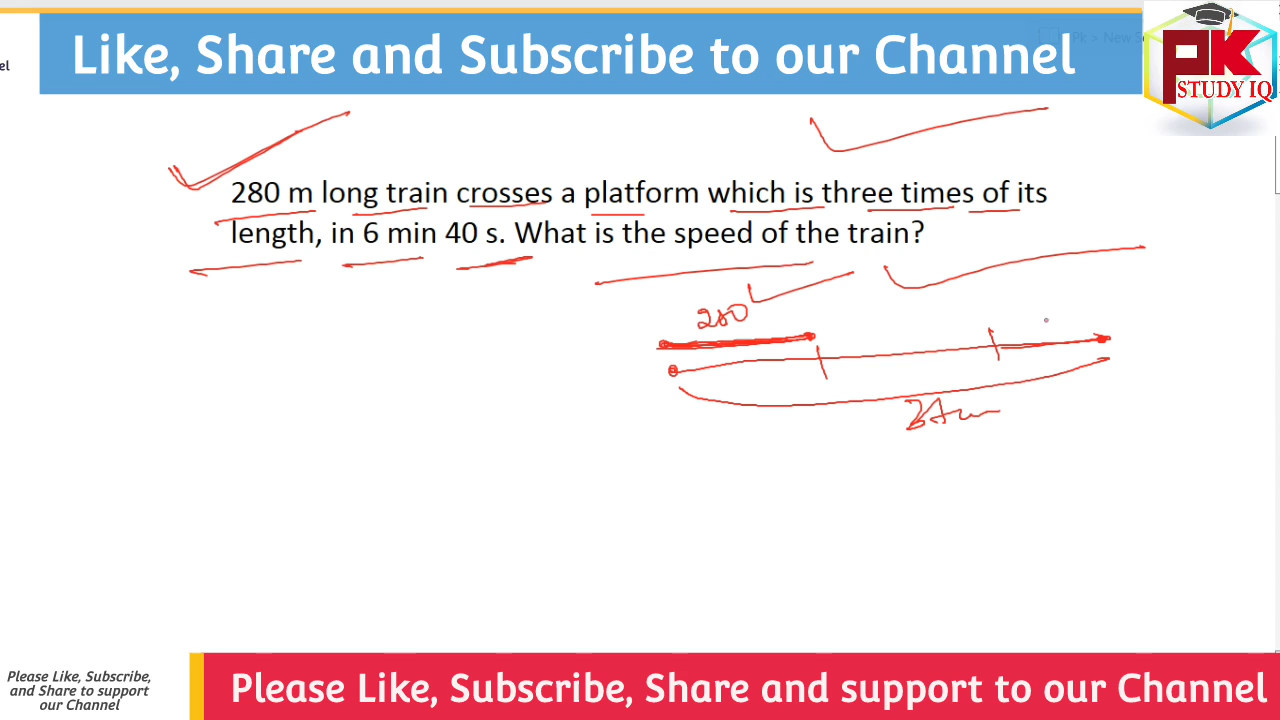 Like, Share and Subscribe to our Channel
PK
STUDY IQ
el
280 m long train crosses a platform which is three times of its
length, in 6 min 40 s. What is the speed of the train?
280
Please Like, Subscribe,
and Share to support
our Channel
Please Like, Subscribe, Share and support to our Channel